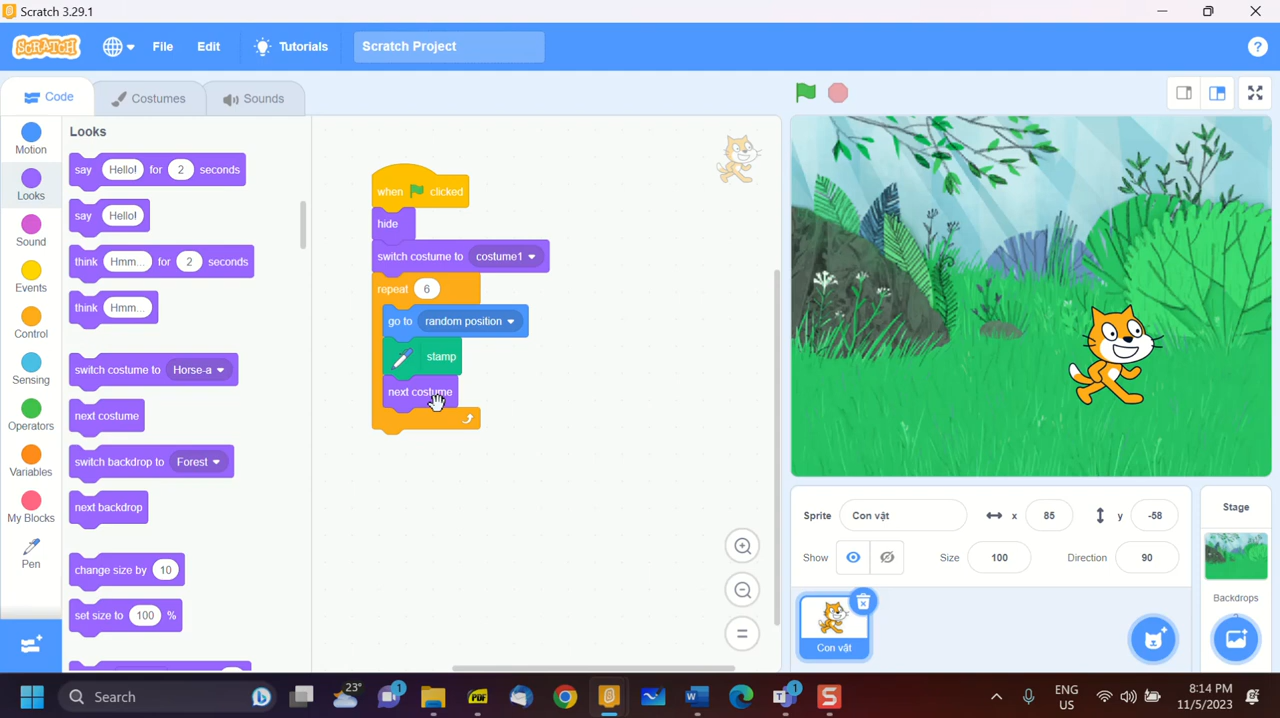 Scratch 3.29.1
SCRATCH
File
Edit
Tutorials
Scratch Project
?
Code
Costumes
Sounds
Motion
Looks
Sound
Events
Control
Sensing
Operators
Variables
My Blocks
Pen
Looks
say Hello! for 2 seconds
say Hello!
think Hmm... for 2 seconds
think Hmm...
switch costume to Horse-a
next costume
switch backdrop to Forest
next backdrop
change size by 10
set size to 100 %
when clicked
hide
switch costume to costume1
repeat 6
go to random position
stamp
next costume
Sprite Con vật x 85 y -58
Show Size 100 Direction 90
Con vật
Stage
Backdrops
Search
23°
1
PDF
W
T 1
S
ENG
US
8:14 PM
11/5/2023